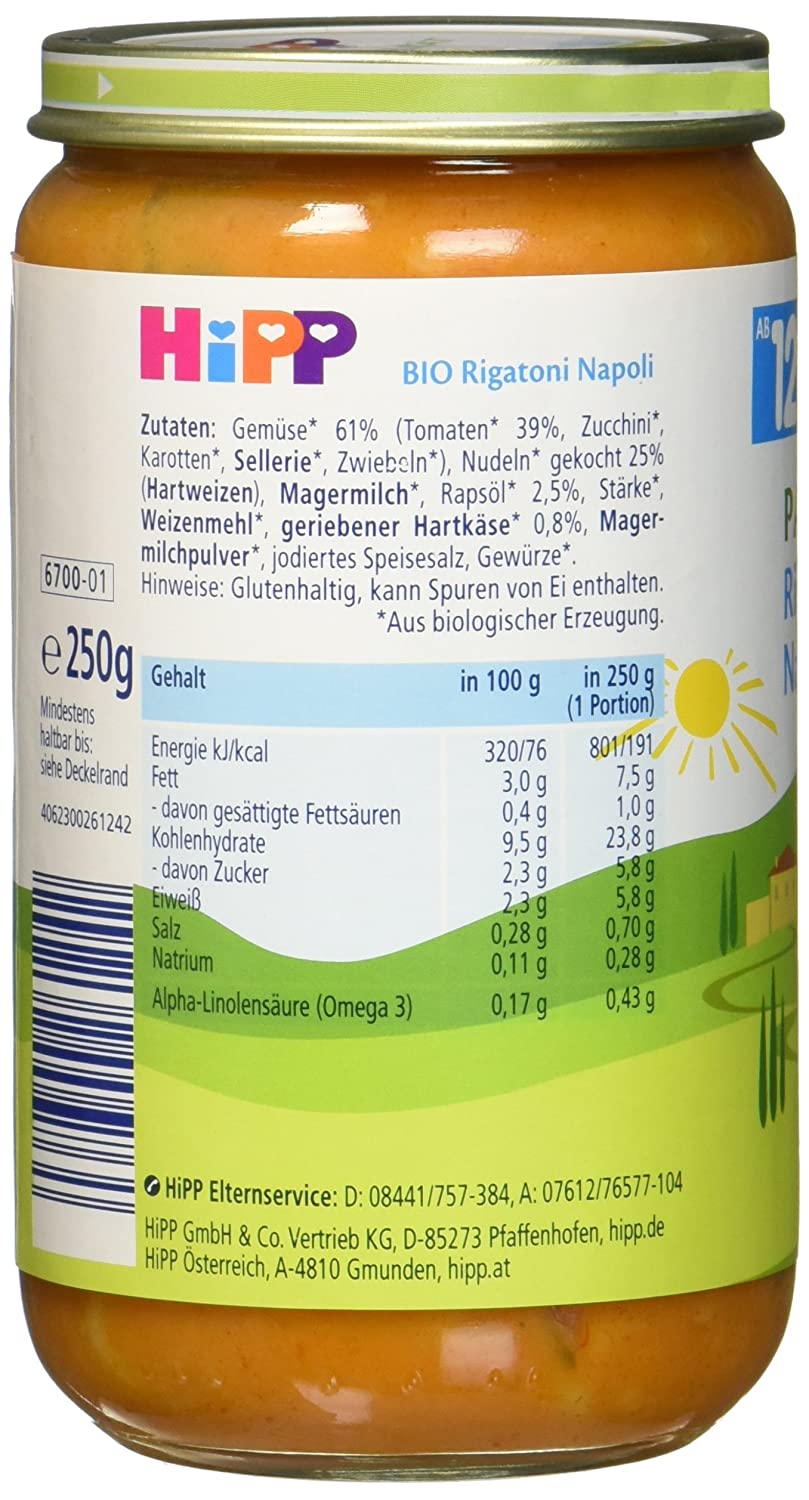 HiPP
BIO Rigatoni Napoli
Zutaten: Gemüse* 61% (Tomaten* 39%, Zucchini*,
Karotten*, Sellerie*, Zwiebeln*), Nudeln* gekocht 25%
(Hartweizen), Magermilch*, Rapsöl* 2,5%, Stärke*,
Weizenmehl*, geriebener Hartkäse* 0,8%, Mager-
milchpulver*, jodiertes Speisesalz, Gewürze*.
Hinweise: Glutenhaltig, kann Spuren von Ei enthalten.
*Aus biologischer Erzeugung.
6700-01
e 250g
Mindestens
haltbar bis:
siehe Deckelrand
4062300261242
Gehalt in 100 g in 250 g
(1 Portion)
Energie kJ/kcal 320/76 801/191
Fett 3,0 g 7,5 g
- davon gesättigte Fettsäuren 0,4 g 1,0 g
Kohlenhydrate 9,5 g 23,8 g
- davon Zucker 2,3 g 5,8 g
Eiweiß 2,3 g 5,8 g
Salz 0,28 g 0,70 g
Natrium 0,11 g 0,28 g
Alpha-Linolensäure (Omega 3) 0,17 g 0,43 g
HiPP Elternservice: D: 08441/757-384, A: 07612/76577-104
HiPP GmbH & Co. Vertrieb KG, D-85273 Pfaffenhofen, hipp.de
HiPP Österreich, A-4810 Gmunden, hipp.at
AB
12